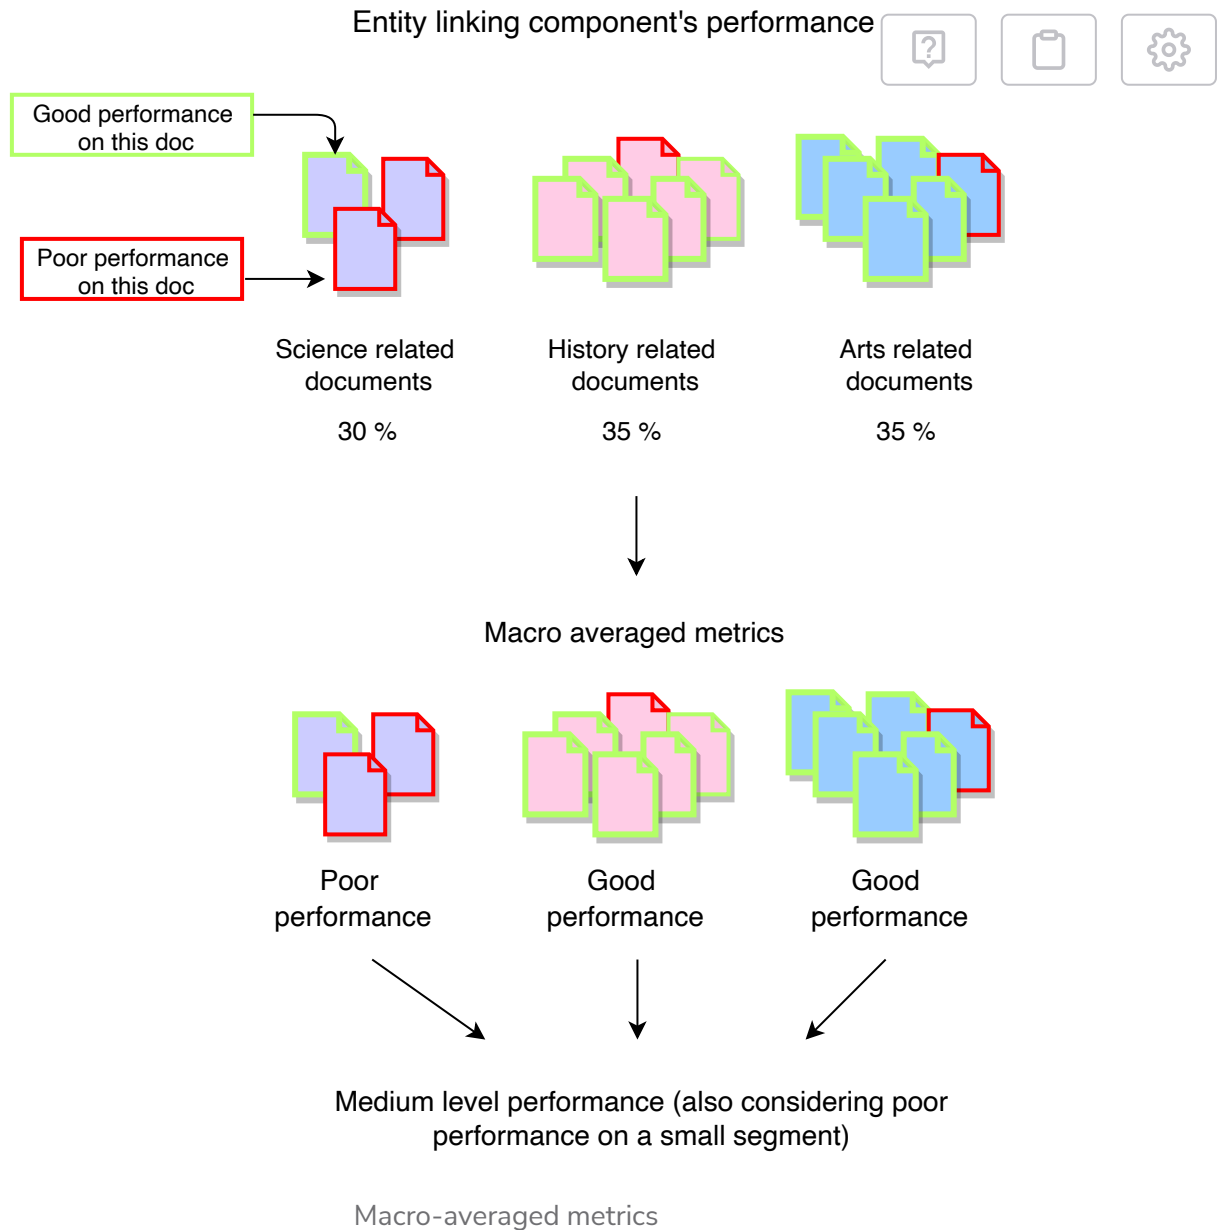 Entity linking component's performance
Good performance
on this doc
Poor performance
on this doc
Science related
documents
30 %
History related
documents
35 %
Arts related
documents
35 %
Macro averaged metrics
Poor
performance
Good
performance
Good
performance
Medium level performance (also considering poor
performance on a small segment)
Macro-averaged metrics